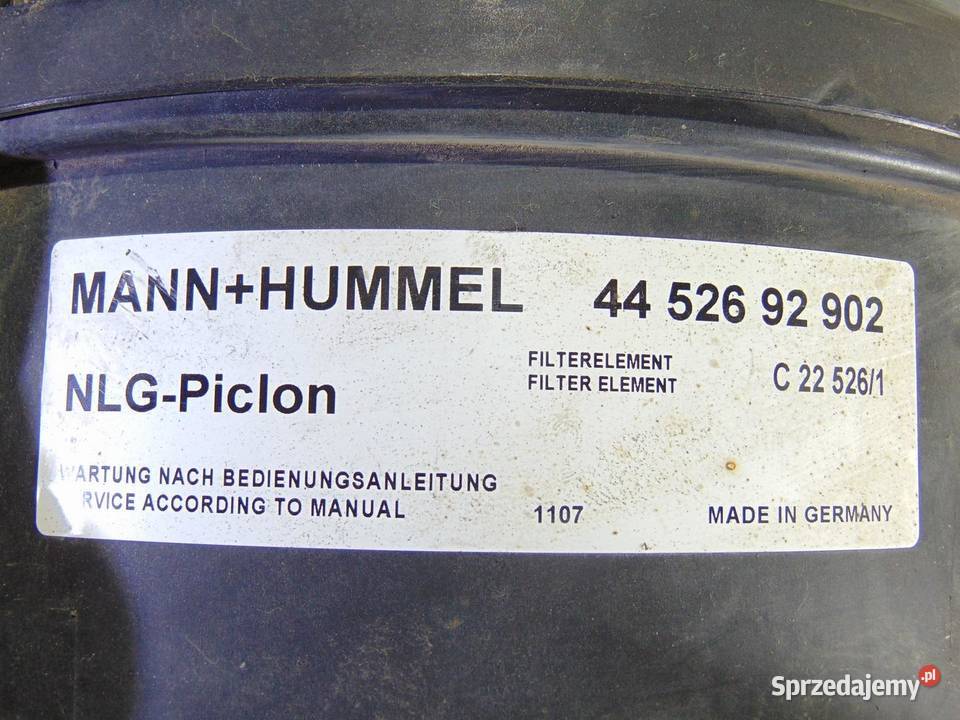 MANN+HUMMEL 44 526 92 902
NLG-Piclon
FILTERELEMENT
FILTER ELEMENT C 22 526/1
WARTUNG NACH BEDIENUNGSANLEITUNG
RVICE ACCORDING TO MANUAL
1107 MADE IN GERMANY
Sprzedajemy.pl